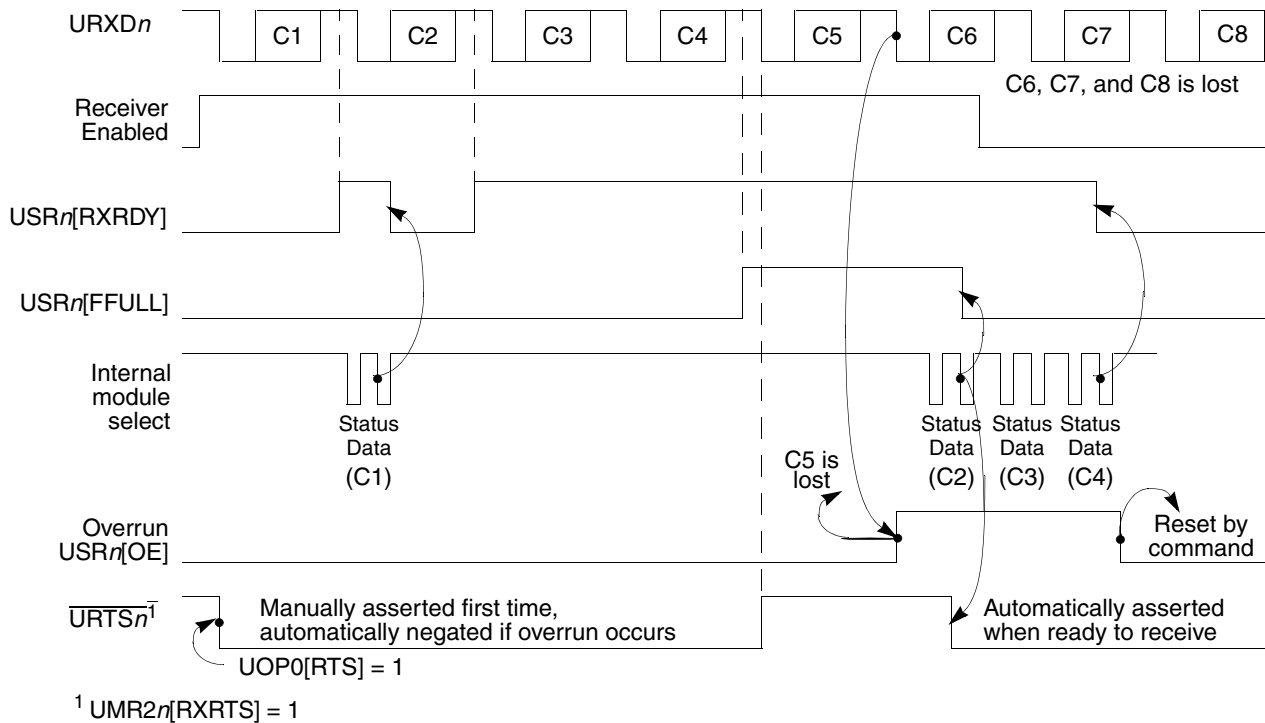 URXDn
C1 C2 C3 C4 C5 C6 C7 C8
C6, C7, and C8 is lost
Receiver
Enabled
USRn[RXRDY]
USRn[FFULL]
Internal
module
select
Status
Data
(C1)
Status
Data
(C2)
Status
Data
(C3)
Status
Data
(C4)
C5 is
lost
Overrun
USRn[OE]
Reset by
command
URTSn1
Manually asserted first time,
automatically negated if overrun occurs
Automatically asserted
when ready to receive
UOP0[RTS] = 1
1 UMR2n[RXRTS] = 1